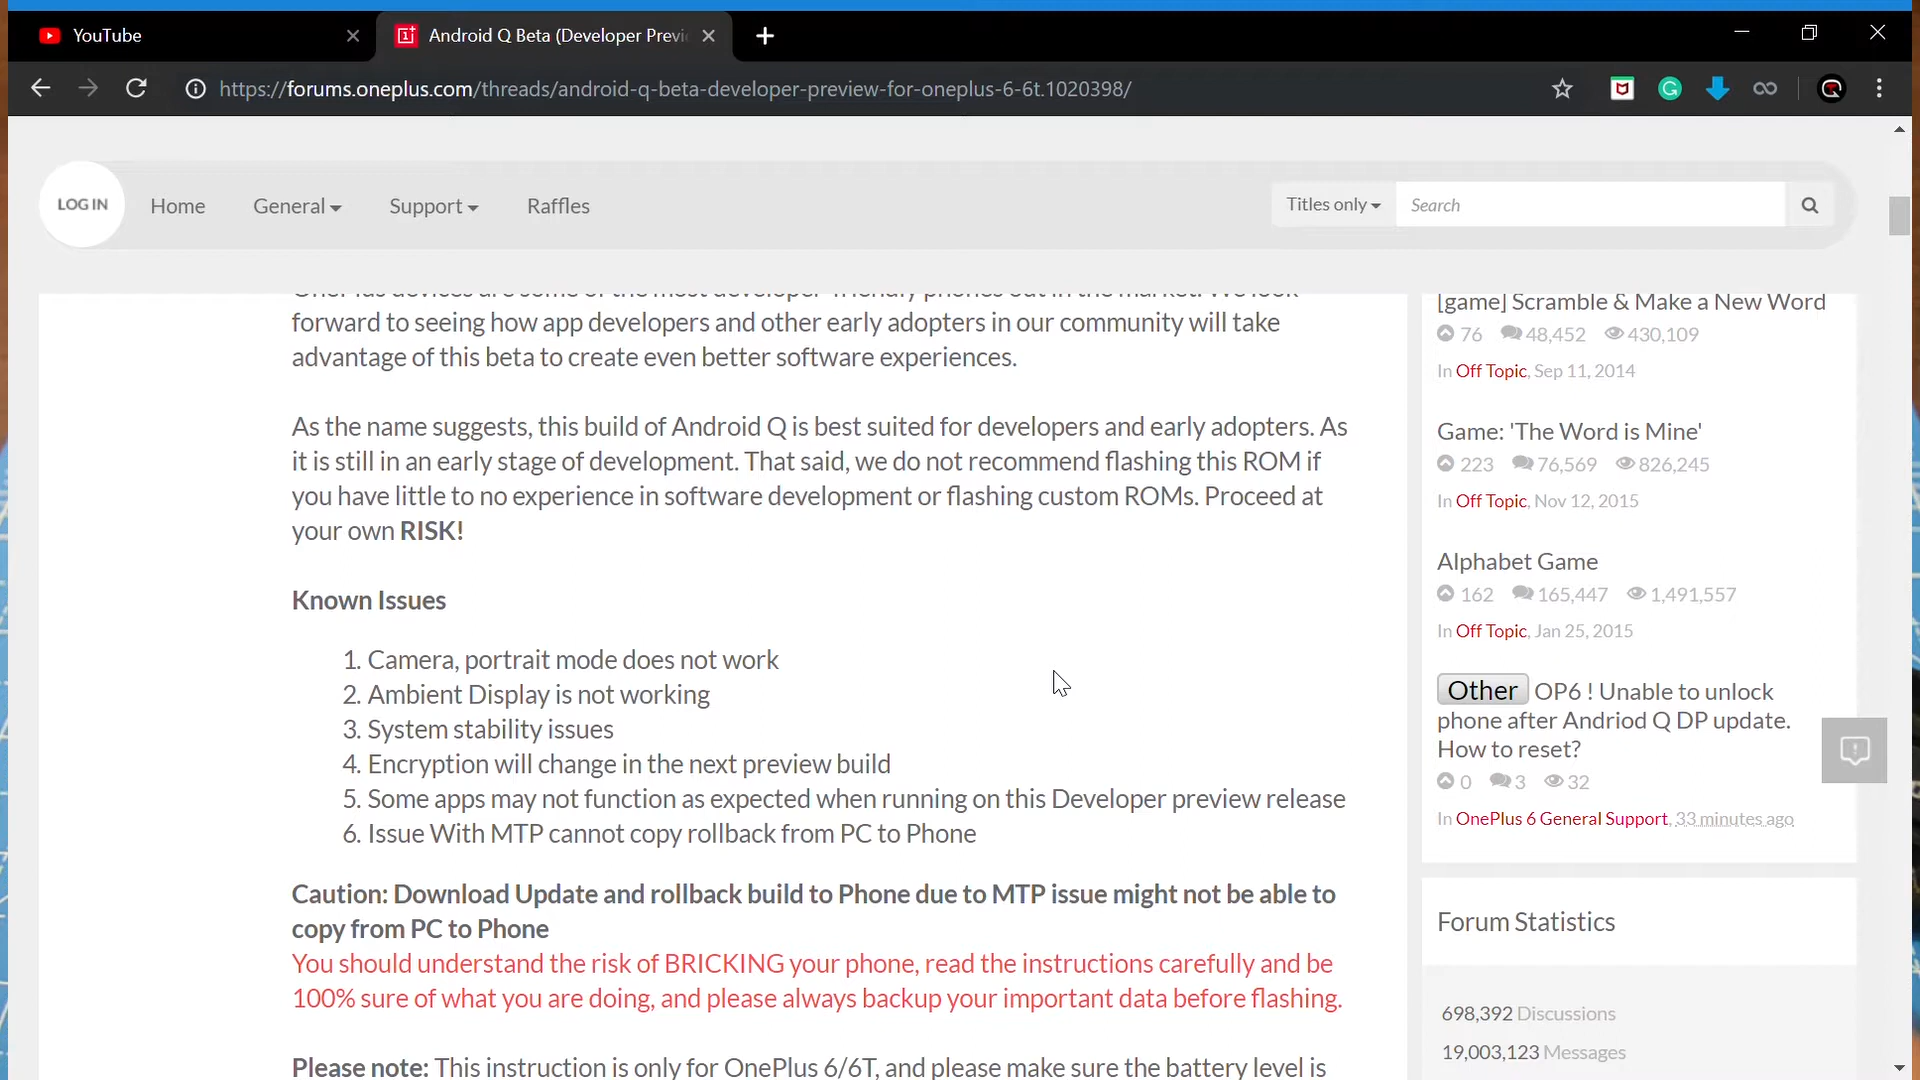 YouTube
Android Q Beta (Developer Previ
https://forums.oneplus.com/threads/android-q-beta-developer-preview-for-oneplus-6-6t.1020398/
LOG IN
Home
General
Support
Raffles
Titles only
Search
OnePlus devices are some of the most developer-friendly phones out in the market. We look
forward to seeing how app developers and other early adopters in our community will take
advantage of this beta to create even better software experiences.
As the name suggests, this build of Android Q is best suited for developers and early adopters. As
it is still in an early stage of development. That said, we do not recommend flashing this ROM if
you have little to no experience in software development or flashing custom ROMs. Proceed at
your own RISK!
Known Issues
1. Camera, portrait mode does not work
2. Ambient Display is not working
3. System stability issues
4. Encryption will change in the next preview build
5. Some apps may not function as expected when running on this Developer preview release
6. Issue With MTP cannot copy rollback from PC to Phone
Caution: Download Update and rollback build to Phone due to MTP issue might not be able to
copy from PC to Phone
You should understand the risk of BRICKING your phone, read the instructions carefully and be
100% sure of what you are doing, and please always backup your important data before flashing.
Please note: This instruction is only for OnePlus 6/6T, and please make sure the battery level is
[game] Scramble & Make a New Word
76 48,452 430,109
In Off Topic, Sep 11, 2014
Game: 'The Word is Mine'
223 76,569 826,245
In Off Topic, Nov 12, 2015
Alphabet Game
162 165,447 1,491,557
In Off Topic, Jan 25, 2015
Other OP6 ! Unable to unlock
phone after Andriod Q DP update.
How to reset?
0 3 32
In OnePlus 6 General Support, 33 minutes ago
Forum Statistics
698,392 Discussions
19,003,123 Messages